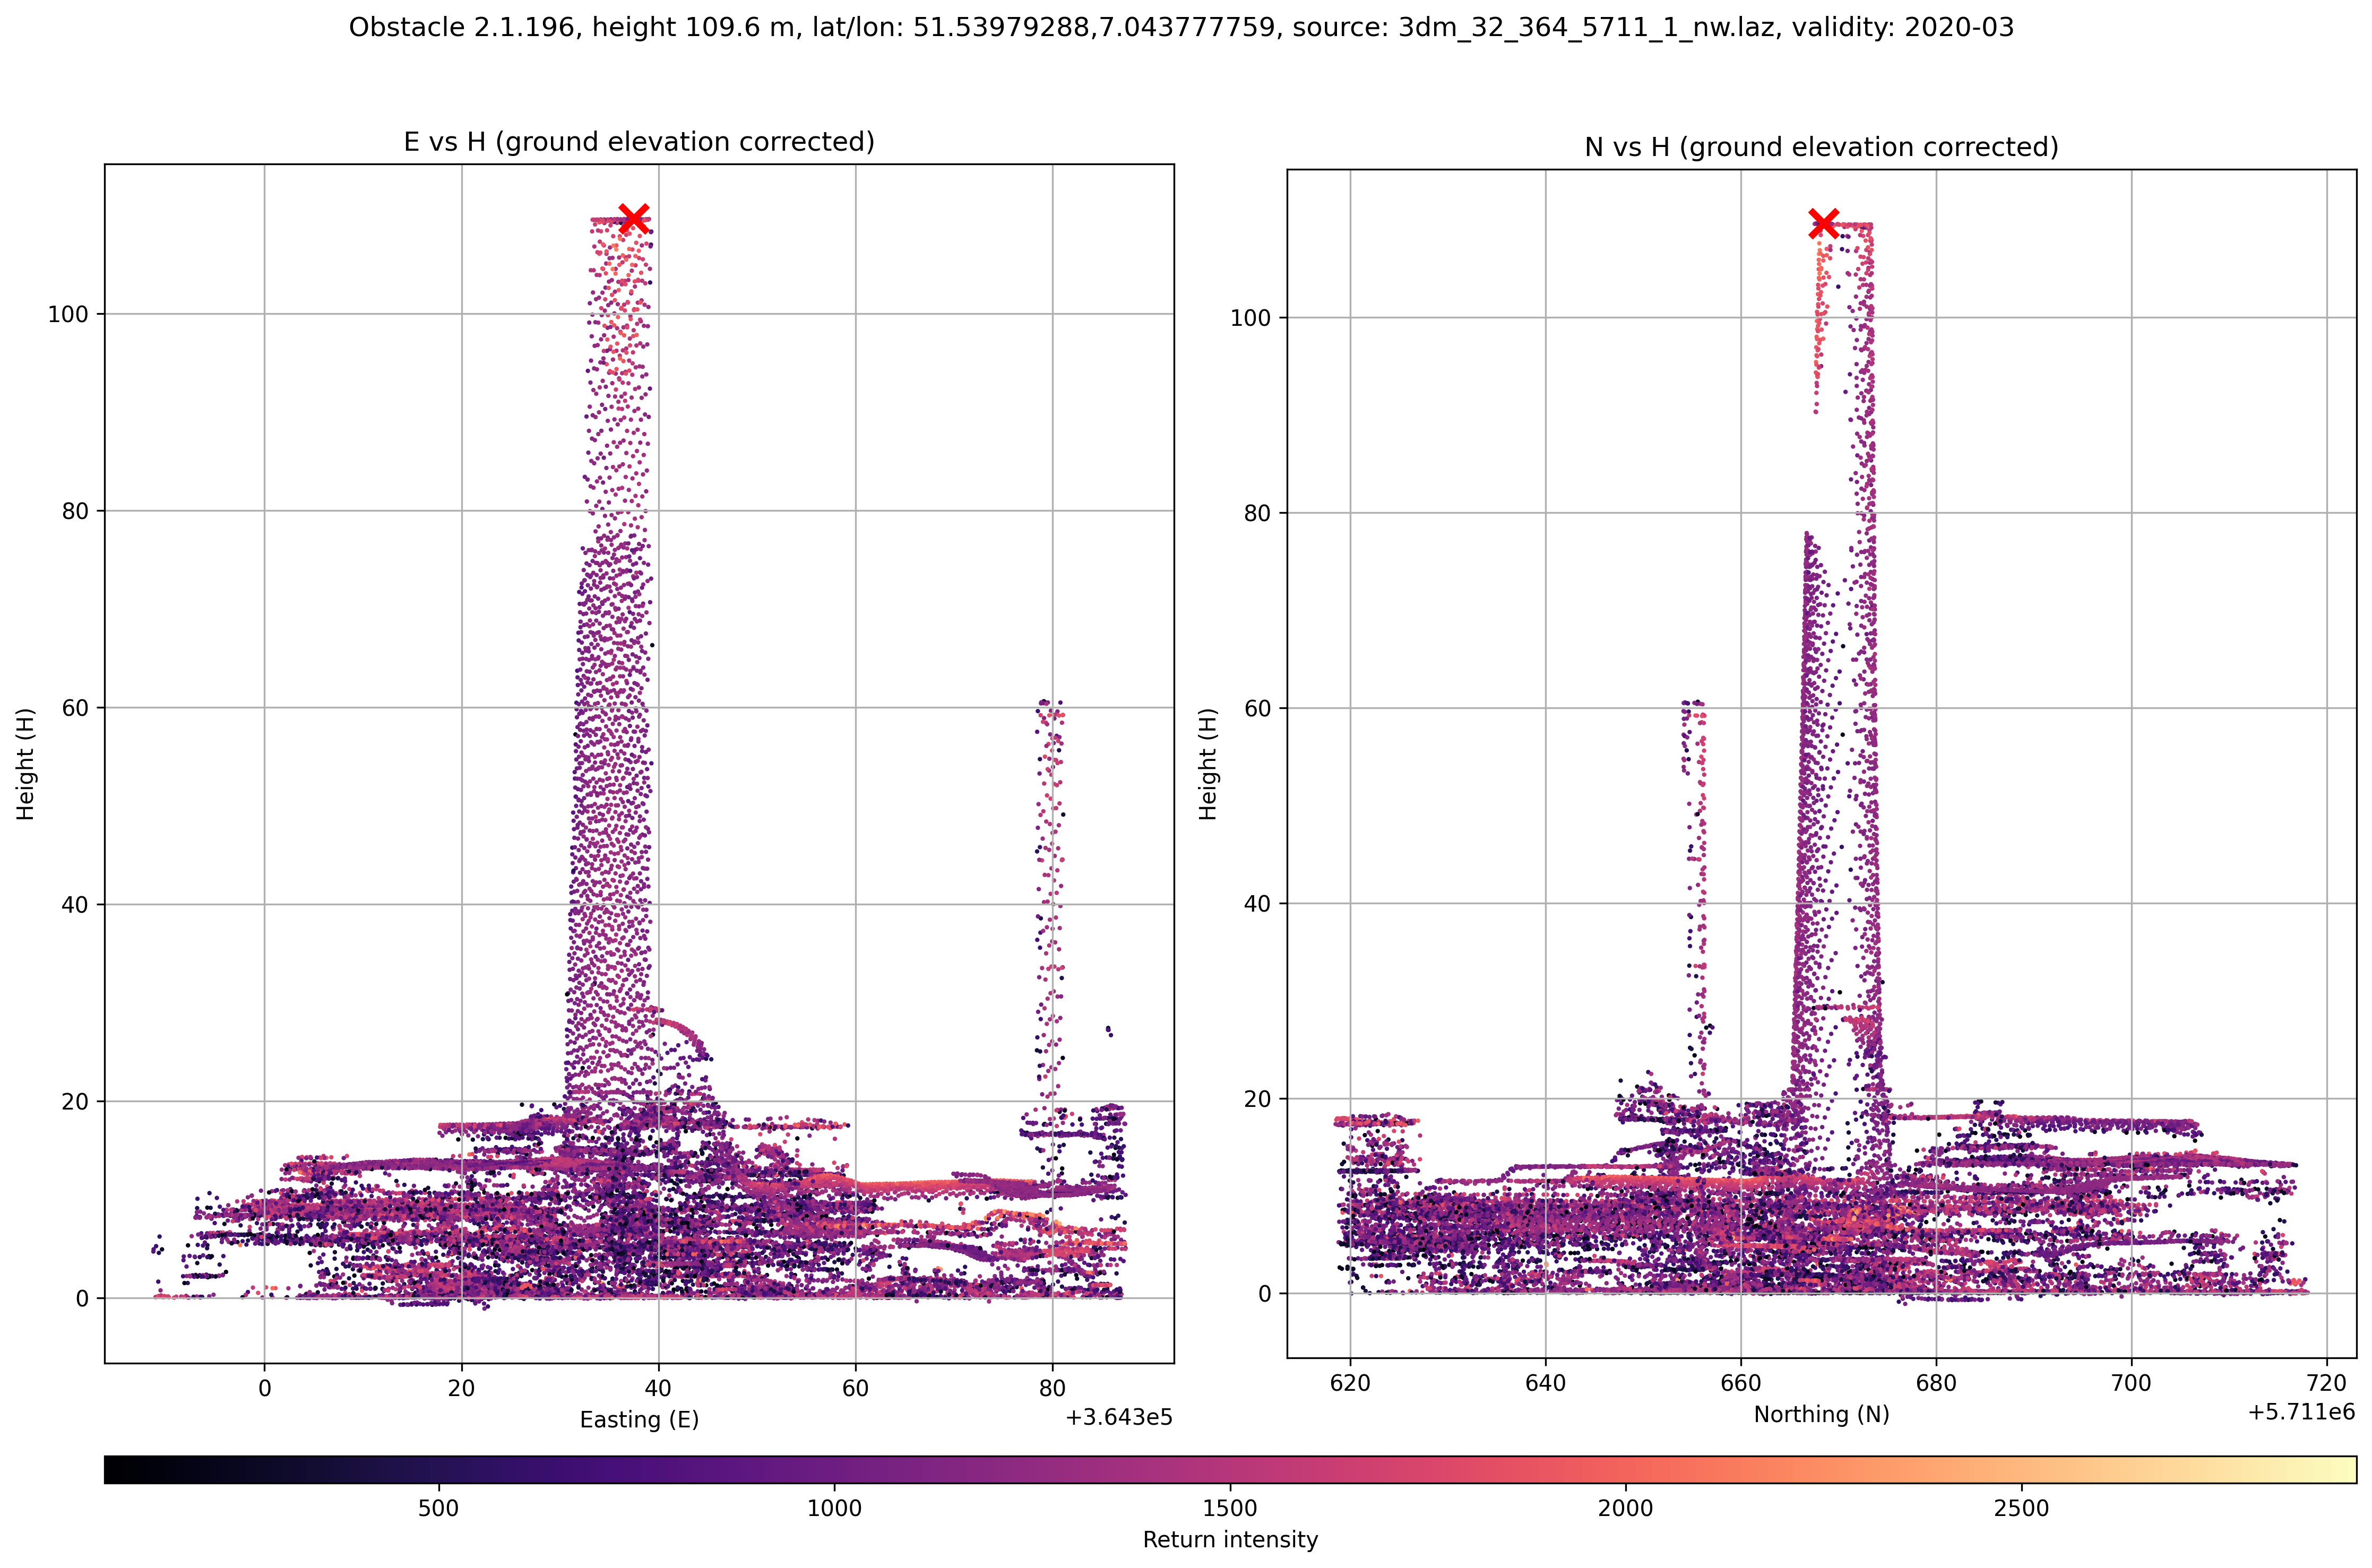 Obstacle 2.1.196, height 109.6 m, lat/lon: 51.53979288,7.043777759, source: 3dm_32_364_5711_1_nw.laz, validity: 2020-03
E vs H (ground elevation corrected)
100
80
60
40
20
0
Height (H)
0 20 40 60 80
Easting (E)
+3.643e5
N vs H (ground elevation corrected)
100
80
60
40
20
0
Height (H)
620 640 660 680 700 720
Northing (N)
+5.711e6
500 1000 1500 2000 2500
Return intensity